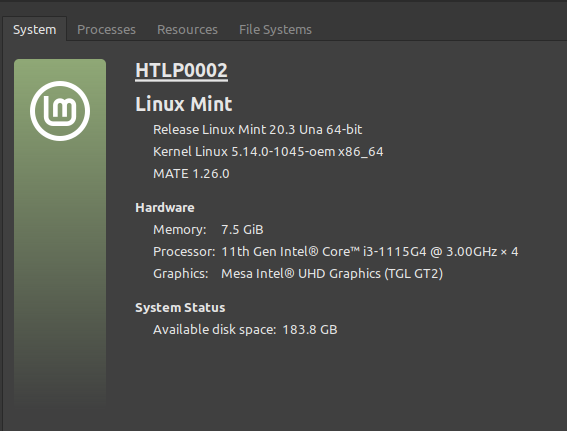 System Processes Resources File Systems
HTLP0002
Linux Mint
Release Linux Mint 20.3 Una 64-bit
Kernel Linux 5.14.0-1045-oem x86_64
MATE 1.26.0
Hardware
Memory: 7.5 GiB
Processor: 11th Gen Intel® Core™ i3-1115G4 @ 3.00GHz × 4
Graphics: Mesa Intel® UHD Graphics (TGL GT2)
System Status
Available disk space: 183.8 GB